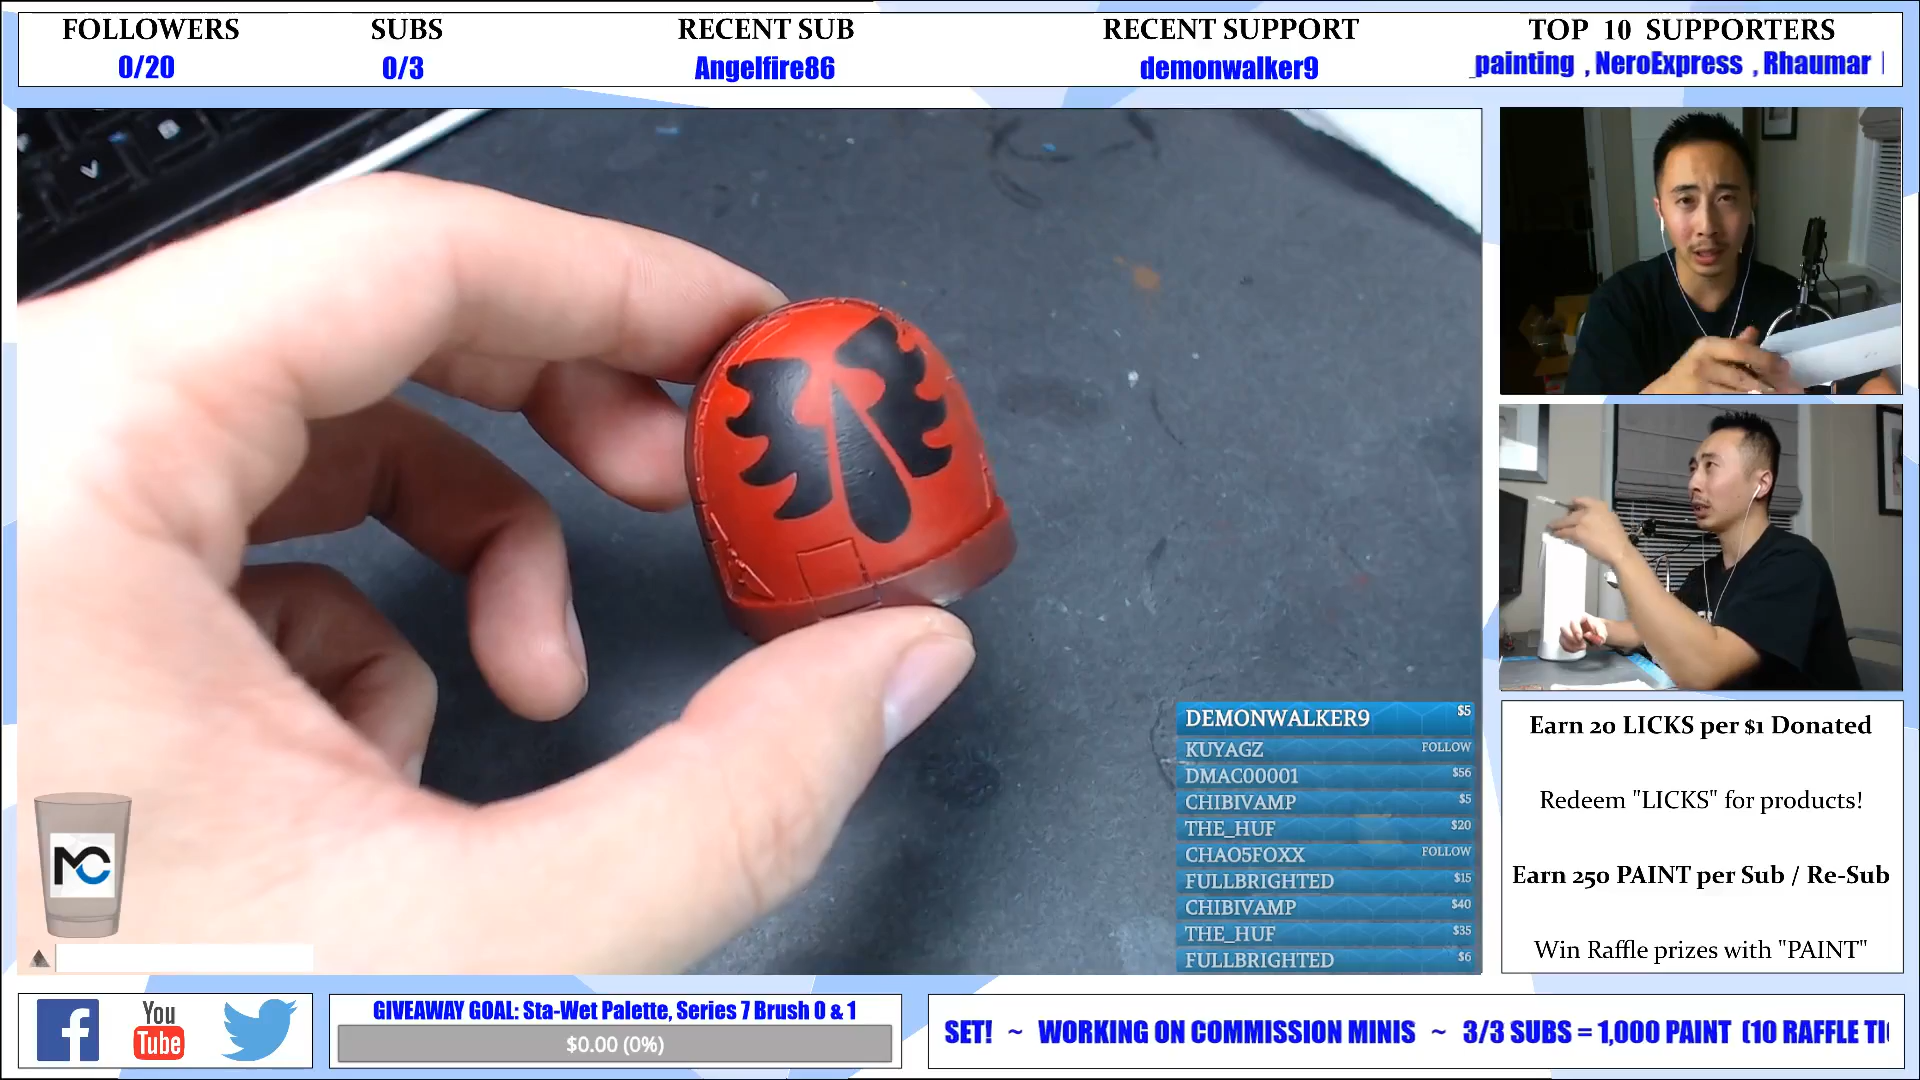 FOLLOWERS
0/20
SUBS
0/3
RECENT SUB
Angelfire86
RECENT SUPPORT
demonwalker9
TOP 10 SUPPORTERS
_painting , NeroExpress , Rhaumar
V
DEMONWALKER9 $5
KUYAGZ FOLLOW
DMAC00001 $56
CHIBIVAMP $5
THE_HUF $20
CHAO5FOXX FOLLOW
FULLBRIGHTED $15
CHIBIVAMP $40
THE_HUF $35
FULLBRIGHTED $6
MC
Earn 20 LICKS per $1 Donated
Redeem "LICKS" for products!
Earn 250 PAINT per Sub / Re-Sub
Win Raffle prizes with "PAINT"
f
You
Tube
GIVEAWAY GOAL: Sta-Wet Palette, Series 7 Brush 0 & 1
$0.00 (0%)
SET! ~ WORKING ON COMMISSION MINIS ~ 3/3 SUBS = 1,000 PAINT (10 RAFFLE